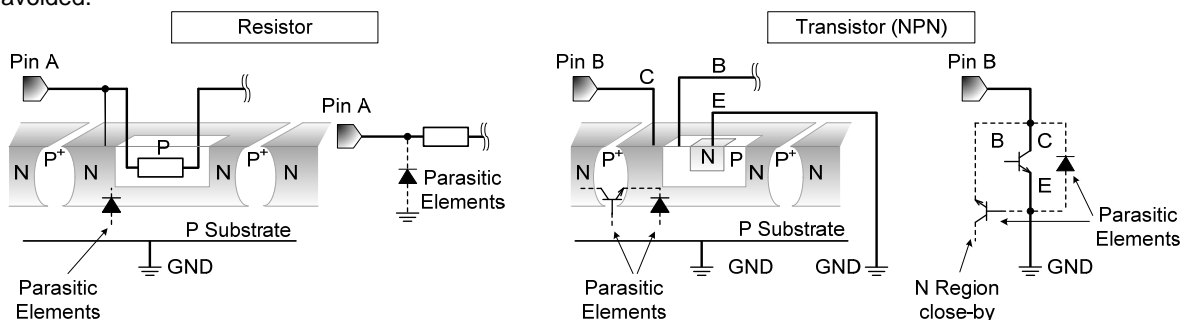 avoided.
Resistor
Pin A
N
P+
N
P
N
P+
N
P Substrate
GND
Parasitic
Elements
Pin A
Parasitic
Elements
Transistor (NPN)
Pin B
C
B
E
N
P+
N
N
P
N
P+
N
P Substrate
GND
GND
Parasitic
Elements
Pin B
B
C
E
Parasitic
Elements
GND
N Region
close-by